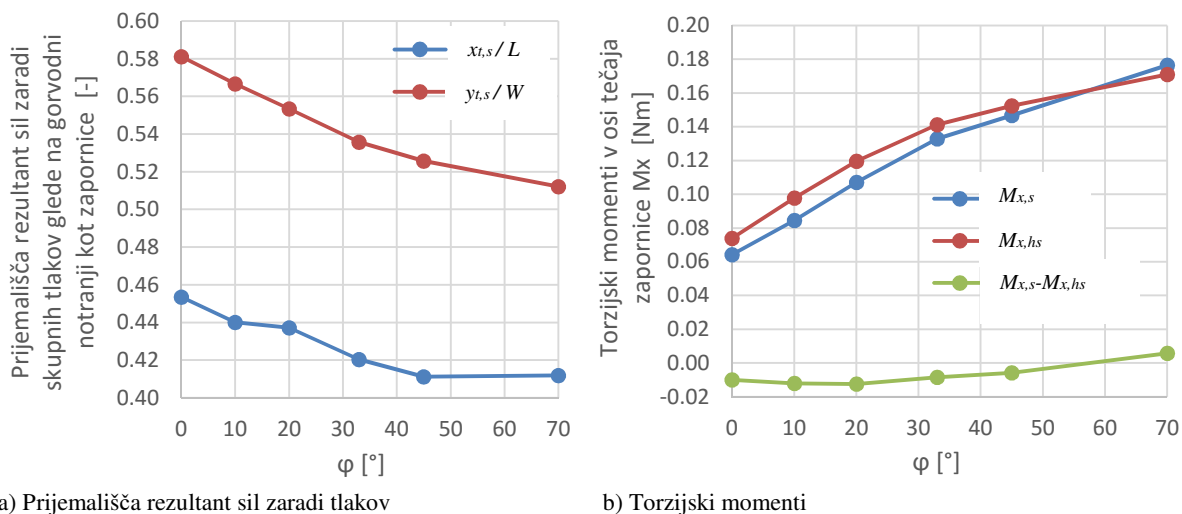 Prijemališča rezultant sil zaradi
skupnih tlakov glede na gorvodni
notranji kot zapornice [-]
0.60
0.58
0.56
0.54
0.52
0.50
0.48
0.46
0.44
0.42
0.40
xt,s / L
yt,s / W
0 10 20 30 40 50 60 70
φ [°]
a) Prijemališča rezultant sil zaradi tlakov
Torzijski momenti v osi tečaja
zapornice Mx [Nm]
0.20
0.18
0.16
0.14
0.12
0.10
0.08
0.06
0.04
0.02
0.00
-0.02
Mx,s
Mx,hs
Mx,s-Mx,hs
0 10 20 30 40 50 60 70
φ [°]
b) Torzijski momenti